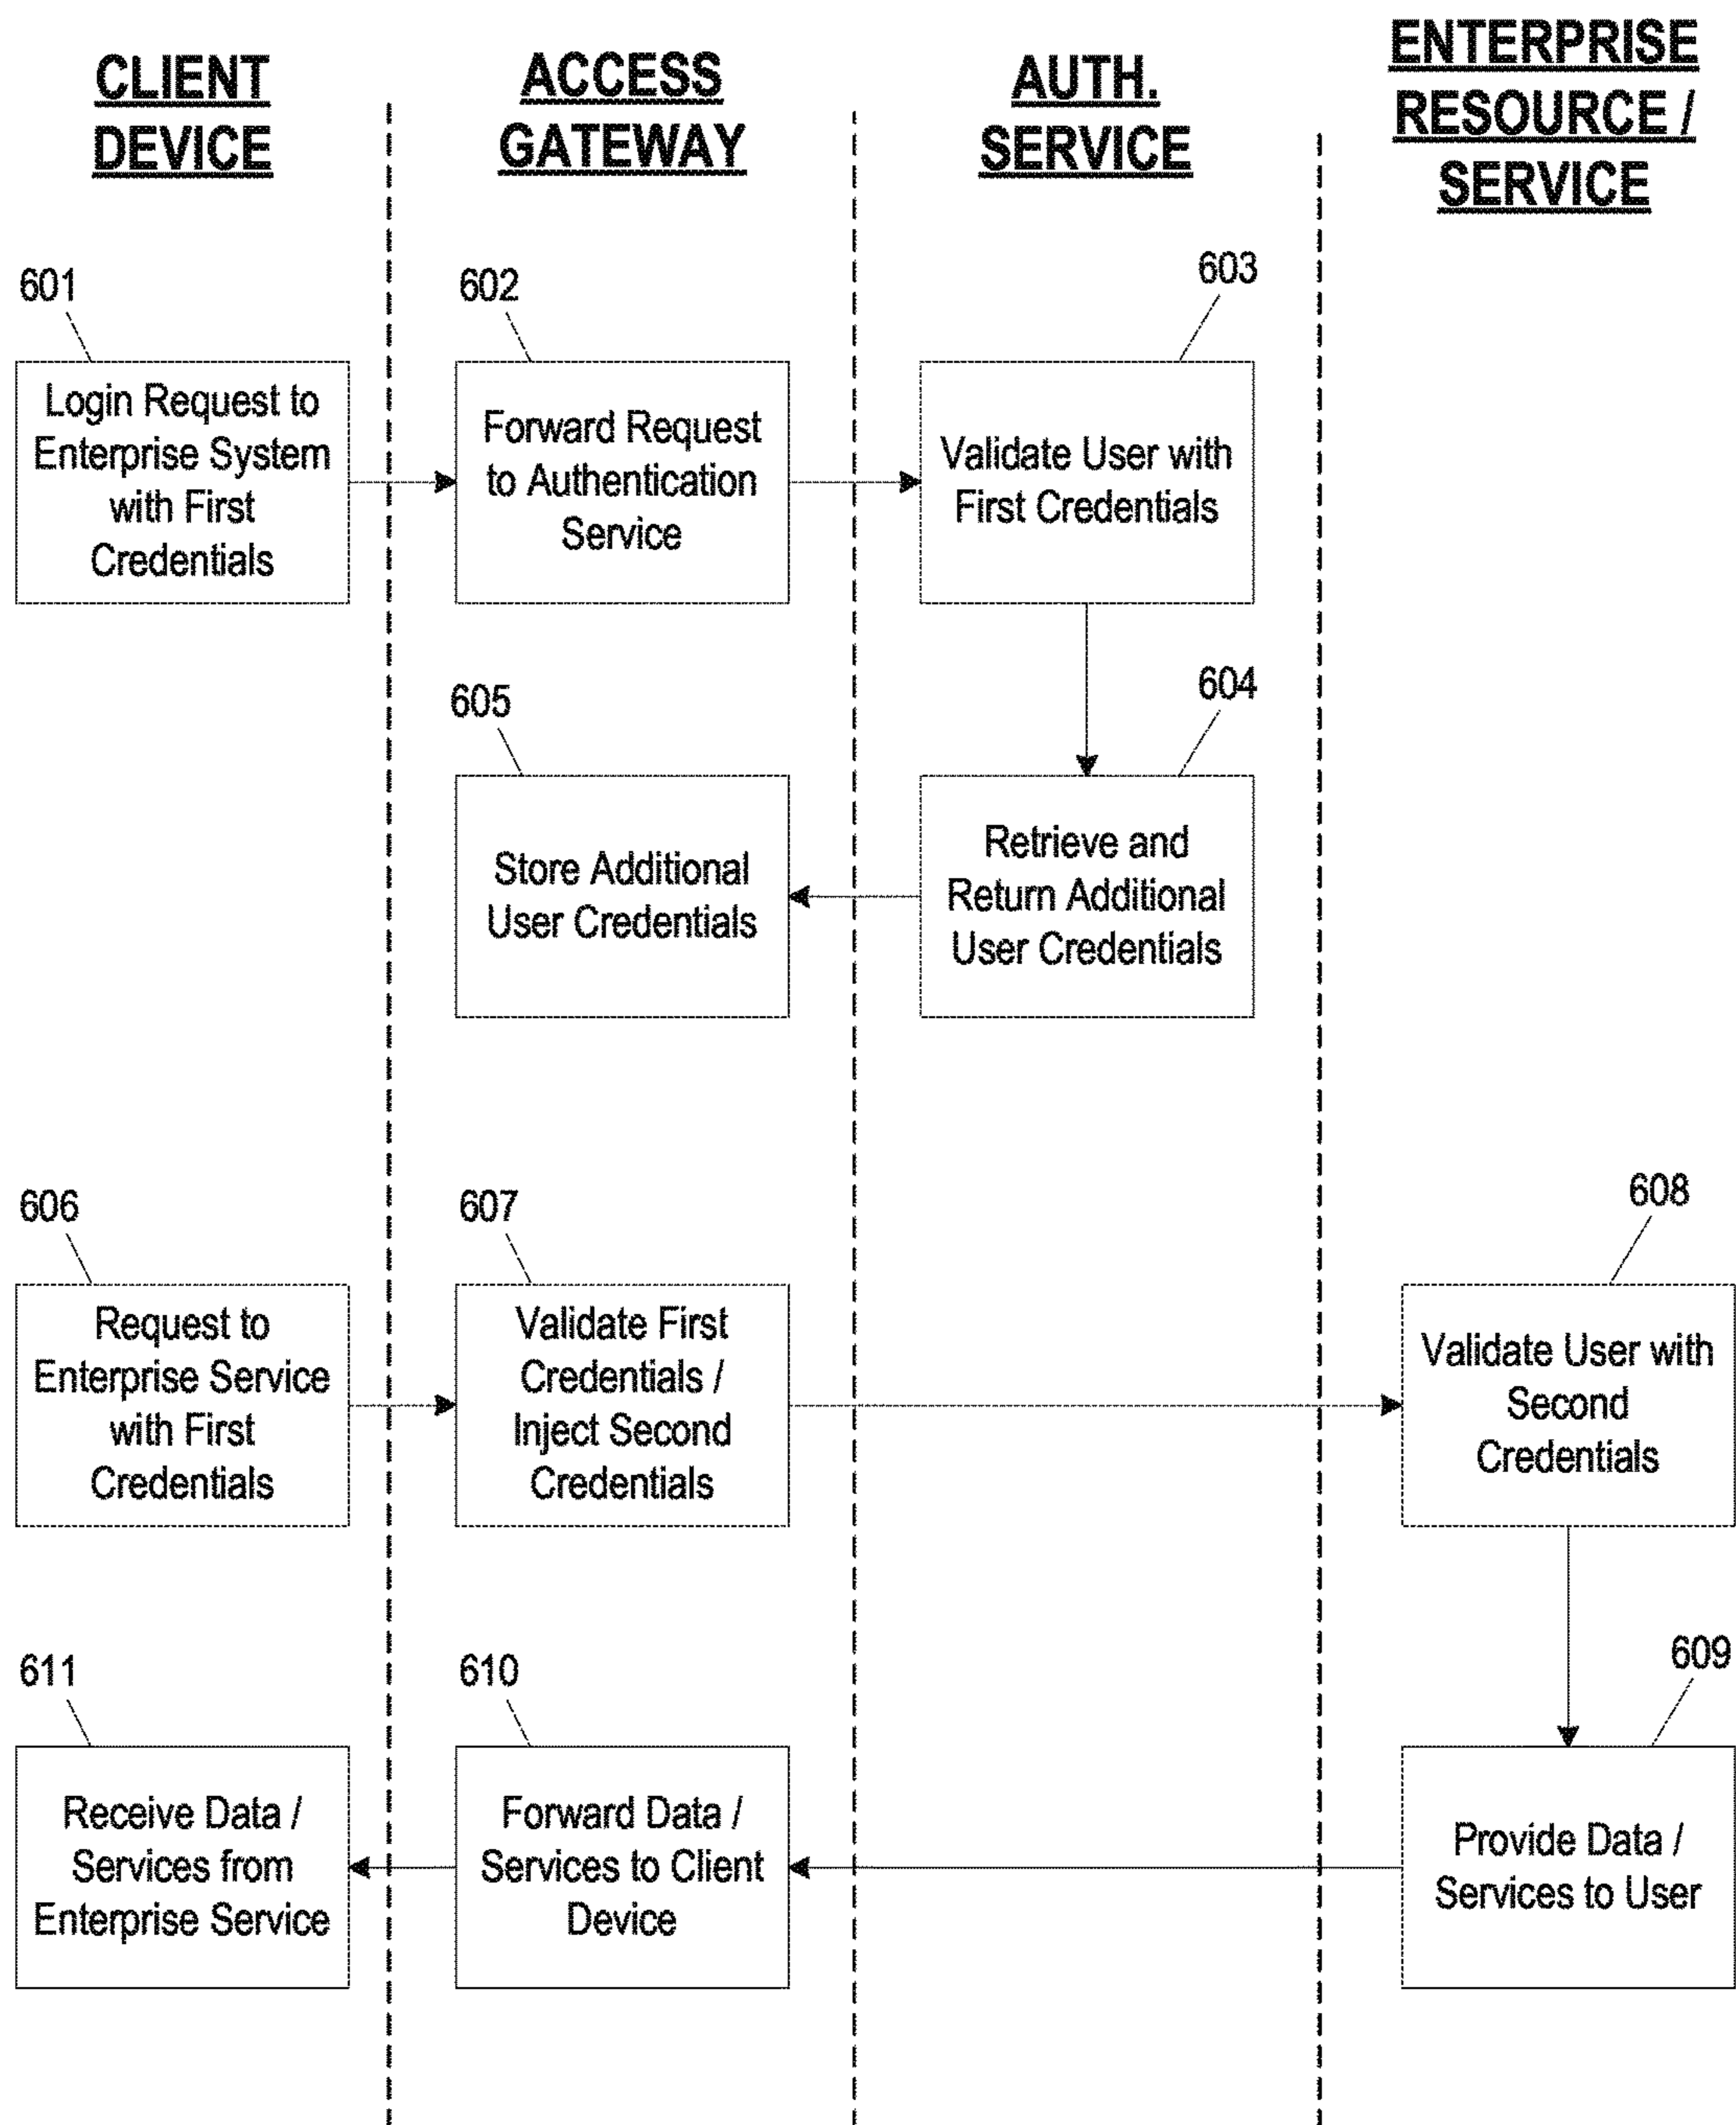 CLIENT
DEVICE
ACCESS
GATEWAY
AUTH.
SERVICE
ENTERPRISE
RESOURCE /
SERVICE
601
Login Request to
Enterprise System
with First
Credentials
602
Forward Request
to Authentication
Service
603
Validate User with
First Credentials
605
Store Additional
User Credentials
604
Retrieve and
Return Additional
User Credentials
606
Request to
Enterprise Service
with First
Credentials
607
Validate First
Credentials /
Inject Second
Credentials
608
Validate User with
Second
Credentials
611
Receive Data /
Services from
Enterprise Service
610
Forward Data /
Services to Client
Device
609
Provide Data /
Services to User